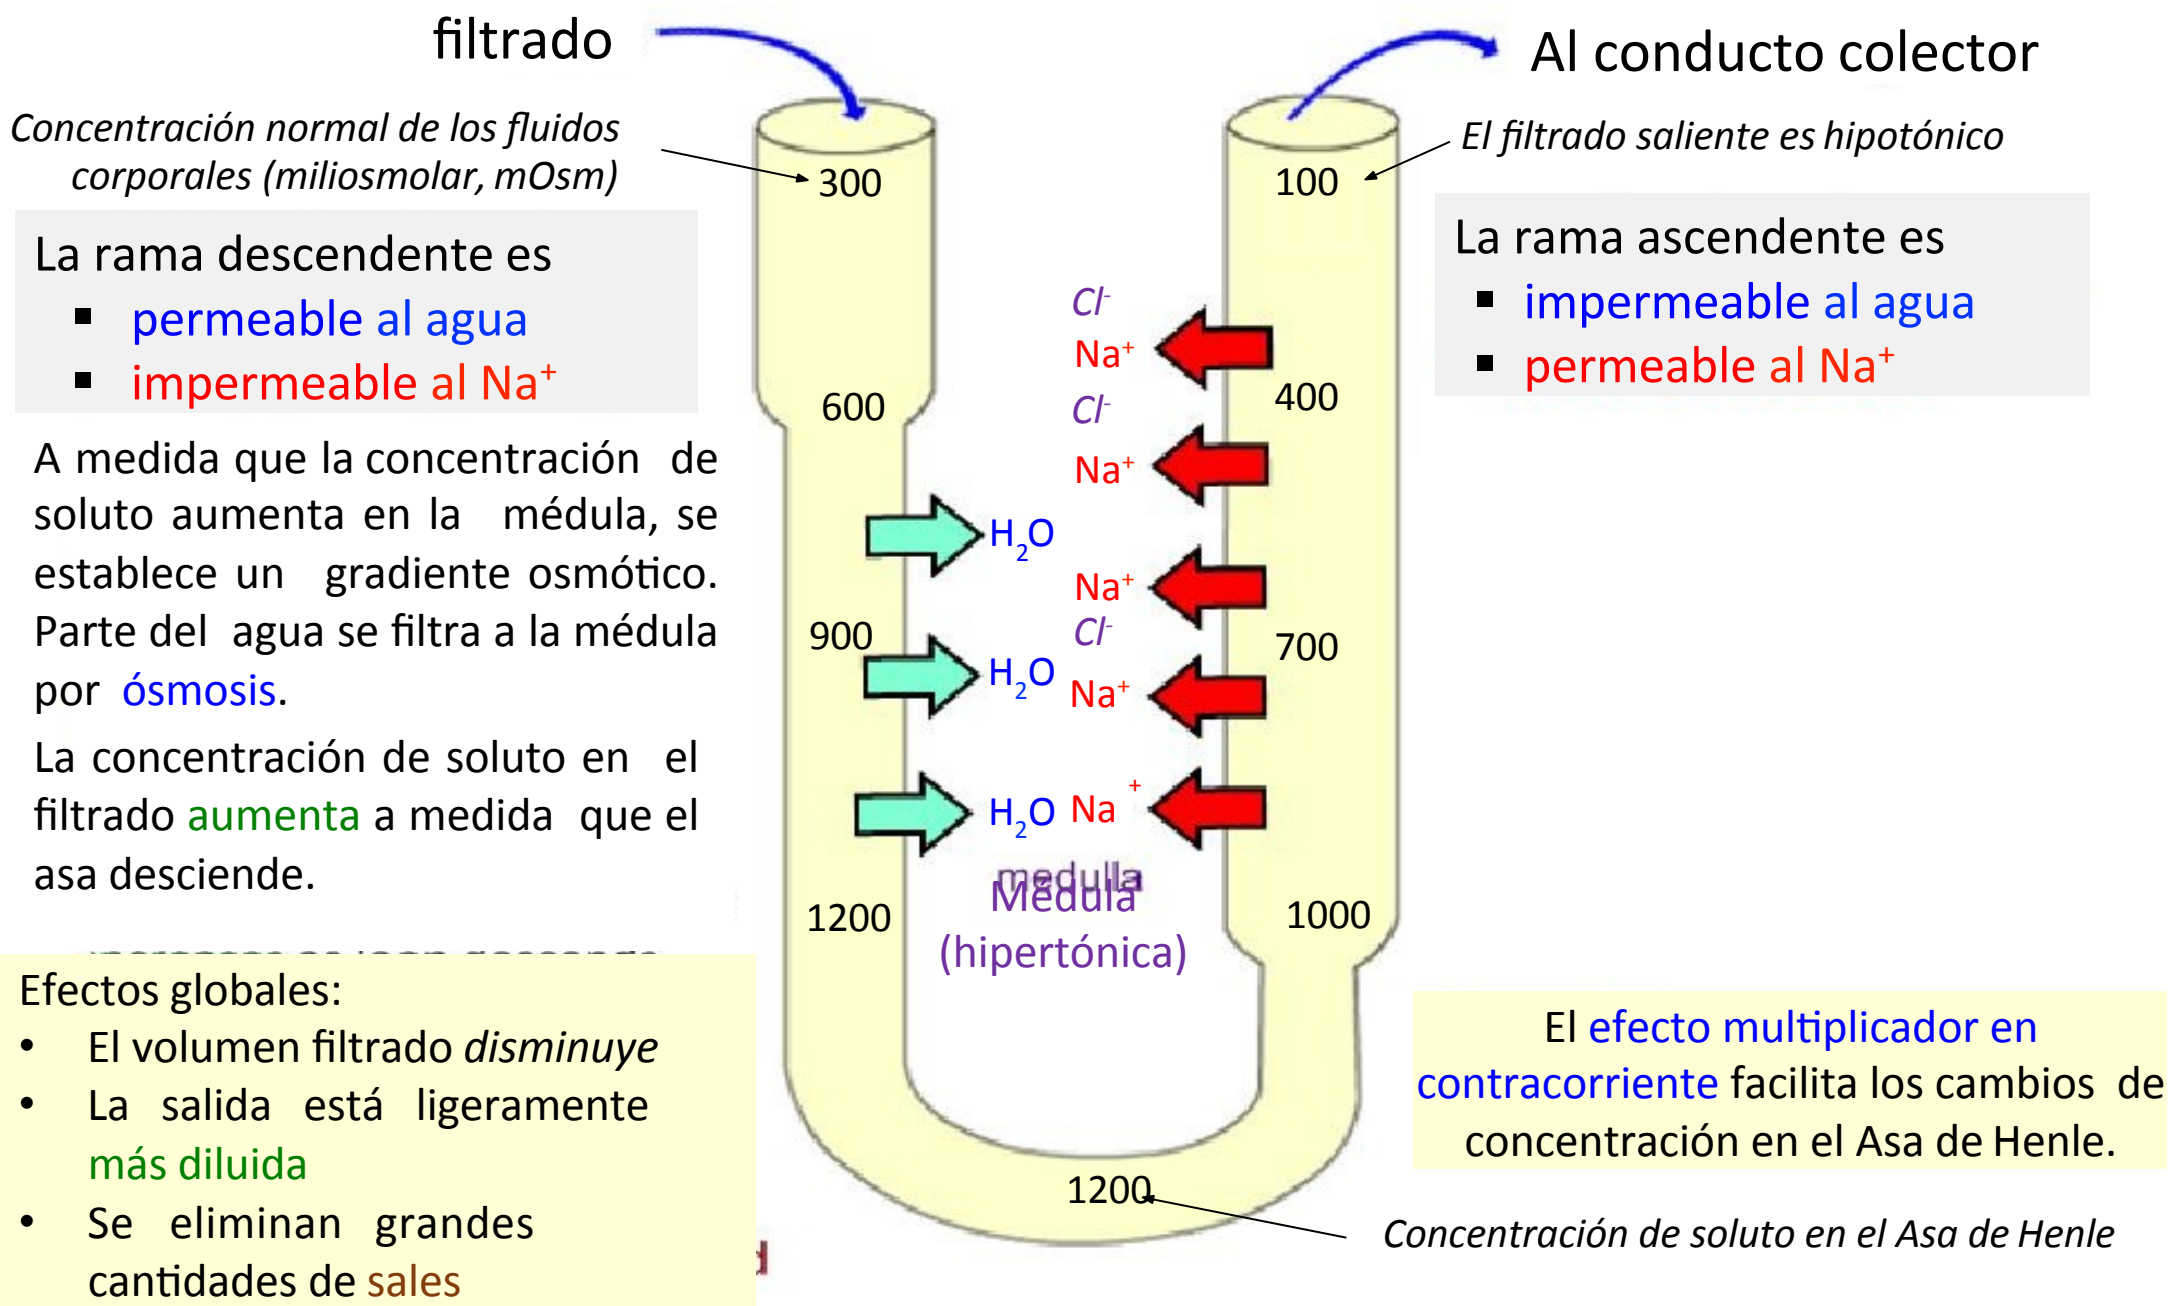 filtrado
Concentración normal de los fluidos
corporales (miliosmolar, mOsm)
La rama descendente es
▪ permeable al agua
▪ impermeable al Na⁺
A medida que la concentración de
soluto aumenta en la médula, se
establece un gradiente osmótico.
Parte del agua se filtra a la médula
por ósmosis.
La concentración de soluto en el
filtrado aumenta a medida que el
asa desciende.
Efectos globales:
• El volumen filtrado disminuye
• La salida está ligeramente
más diluida
• Se eliminan grandes
cantidades de sales
300
600
900
1200
H₂O
H₂O
H₂O
Cl⁻
Na⁺
Cl⁻
Na⁺
Na⁺
Cl⁻
Na⁺
Na⁺
medulla
Médula
(hipertónica)
1200
100
400
700
1000
Al conducto colector
El filtrado saliente es hipotónico
La rama ascendente es
▪ impermeable al agua
▪ permeable al Na⁺
El efecto multiplicador en
contracorriente facilita los cambios de
concentración en el Asa de Henle.
Concentración de soluto en el Asa de Henle